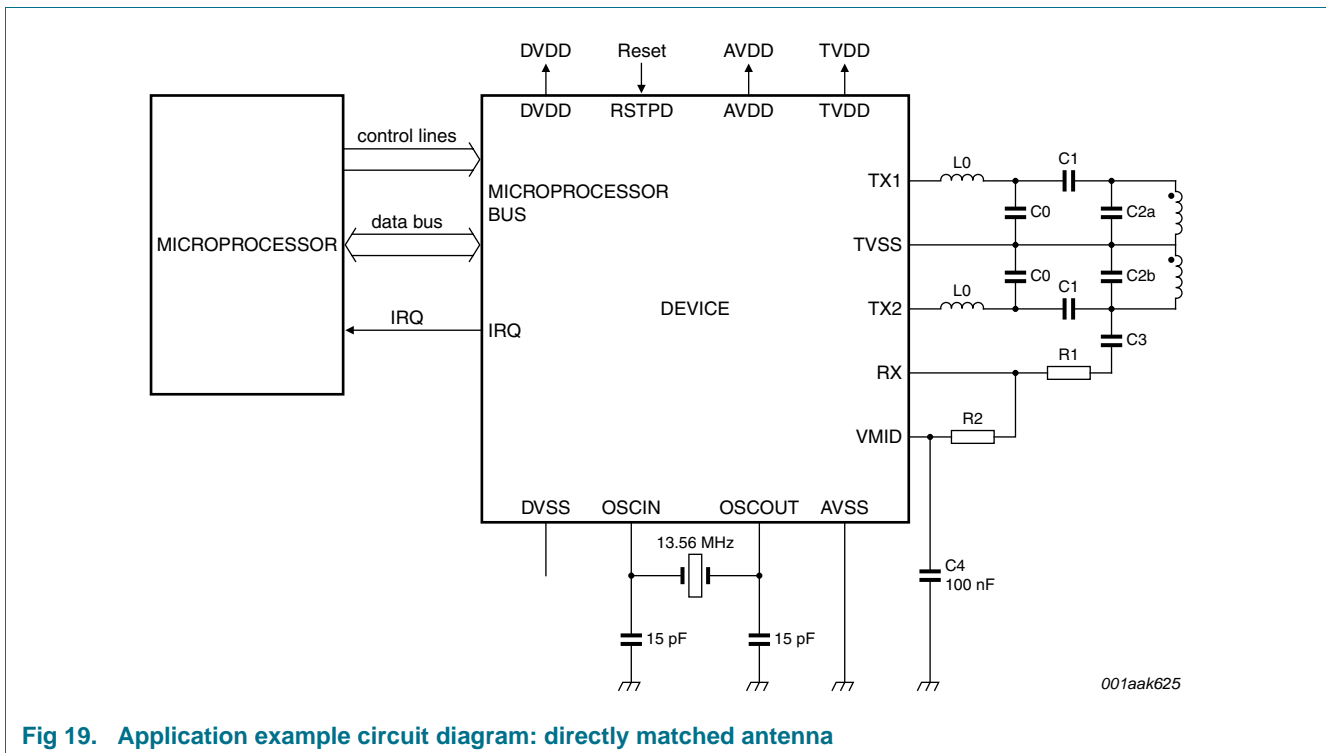 DVDD Reset AVDD TVDD
DVDD RSTPD AVDD TVDD
control lines
L0 C1
TX1
MICROPROCESSOR
BUS
C0 C2a
data bus
MICROPROCESSOR
TVSS
C0 C1 C2b
L0
DEVICE
TX2
IRQ
IRQ
C3
R1
RX
R2
VMID
DVSS OSCIN OSCOUT AVSS
13.56 MHz
C4
100 nF
15 pF 15 pF
001aak625
Fig 19. Application example circuit diagram: directly matched antenna